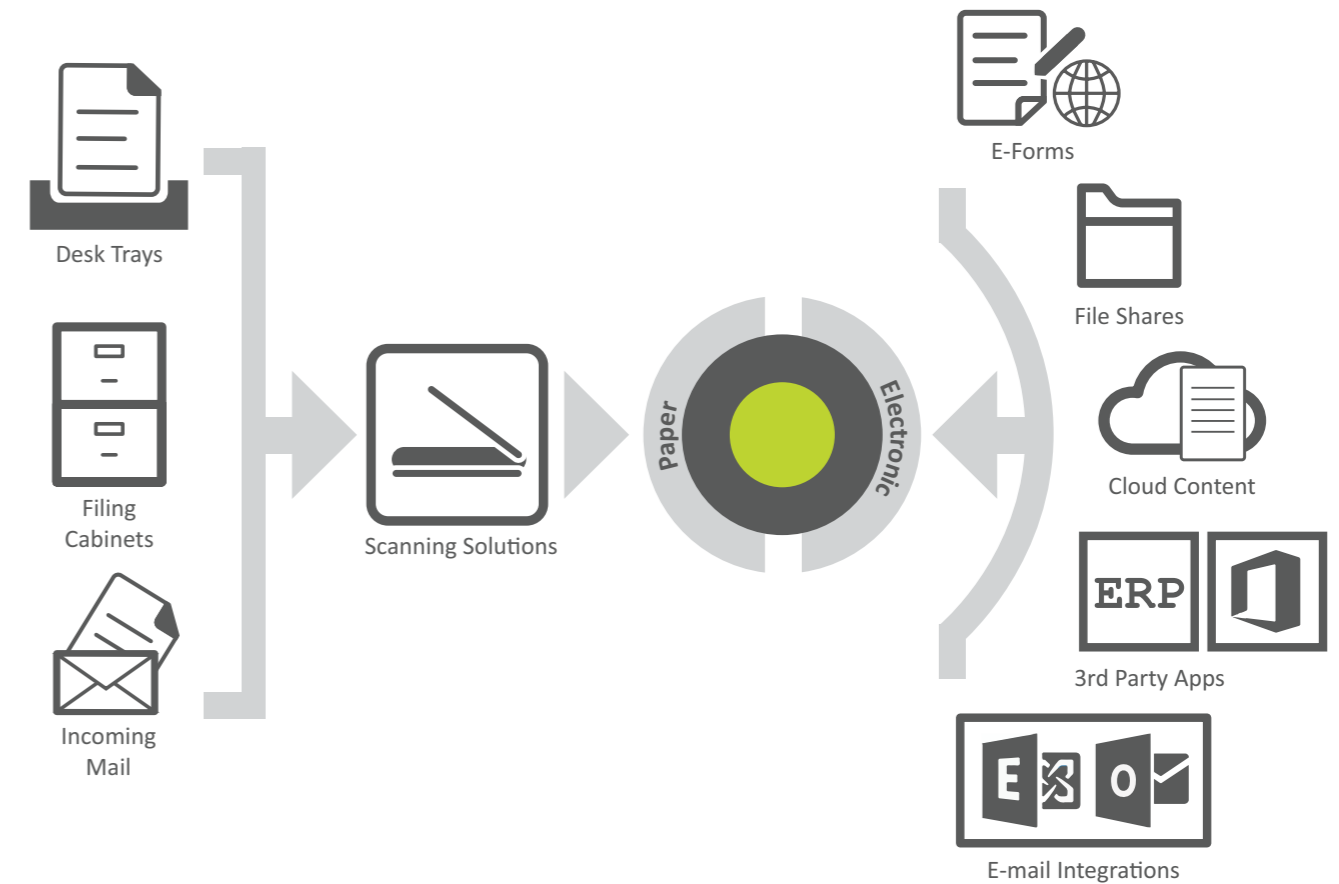 Desk Trays
Filing
Cabinets
Incoming
Mail
Scanning Solutions
Paper
Electronic
E-Forms
File Shares
Cloud Content
ERP
3rd Party Apps
E
O
E-mail Integrations